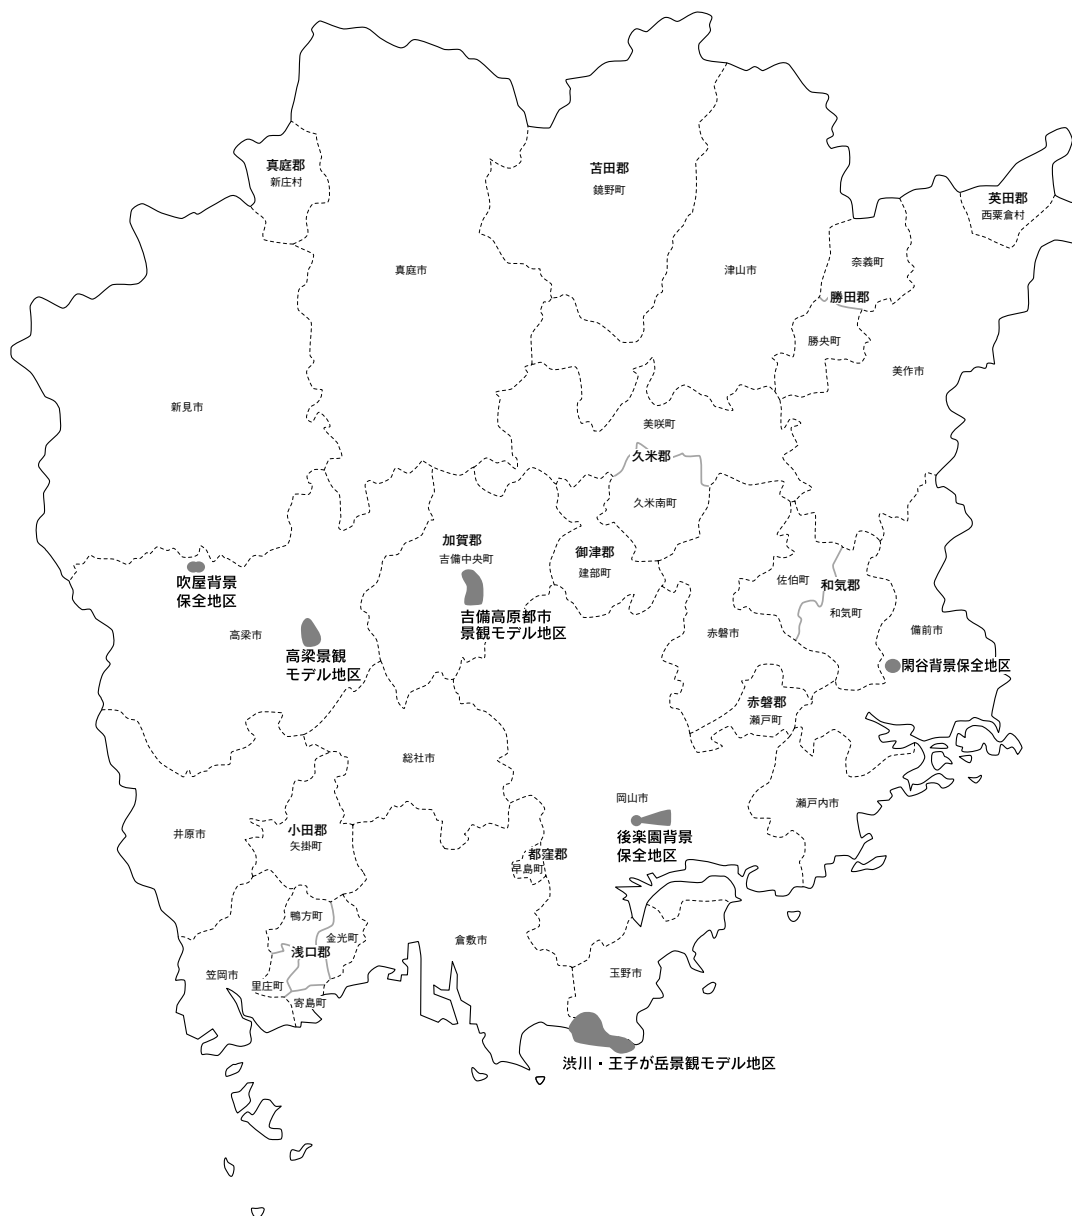 真庭郡
新庄村
苫田郡
鏡野町
英田郡
西粟倉村
真庭市
津山市
奈義町
勝田郡
勝央町
美作市
新見市
美咲町
久米郡
久米南町
加賀郡
吉備中央町
御津郡
建部町
佐伯町
和気郡
和気町
吹屋背景
保全地区
吉備高原都市
景観モデル地区
高梁市
高梁景観
モデル地区
赤磐市
備前市
閑谷背景保全地区
赤磐郡
瀬戸町
総社市
岡山市
瀬戸内市
後楽園背景
保全地区
井原市
小田郡
矢掛町
都窪郡
早島町
鴨方町
金光町
浅口郡
倉敷市
笠岡市
里庄町
寄島町
玉野市
渋川・王子が岳景観モデル地区